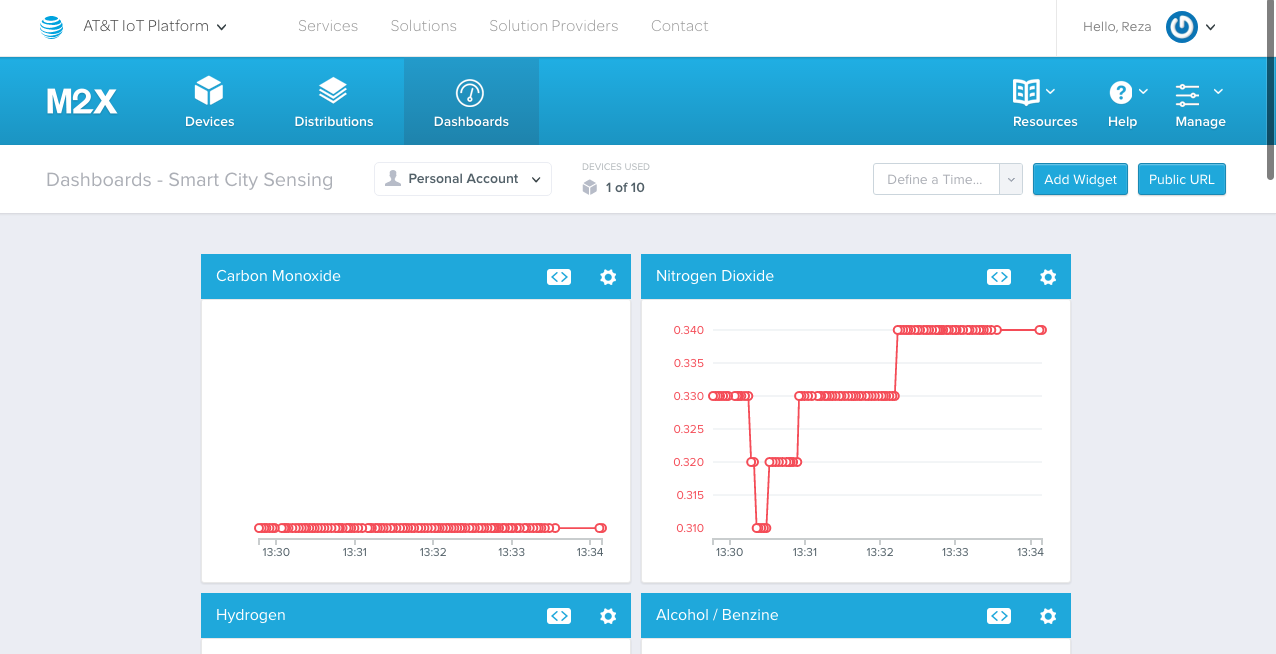 AT&T IoT Platform Services Solutions Solution Providers Contact Hello, Reza
M2X Devices Distributions Dashboards Resources Help Manage
Dashboards - Smart City Sensing Personal Account DEVICES USED 1 of 10 Define a Time... Add Widget Public URL
Carbon Monoxide
13:30 13:31 13:32 13:33 13:34
Nitrogen Dioxide
0.340
0.335
0.330
0.325
0.320
0.315
0.310
13:30 13:31 13:32 13:33 13:34
Hydrogen
Alcohol / Benzine